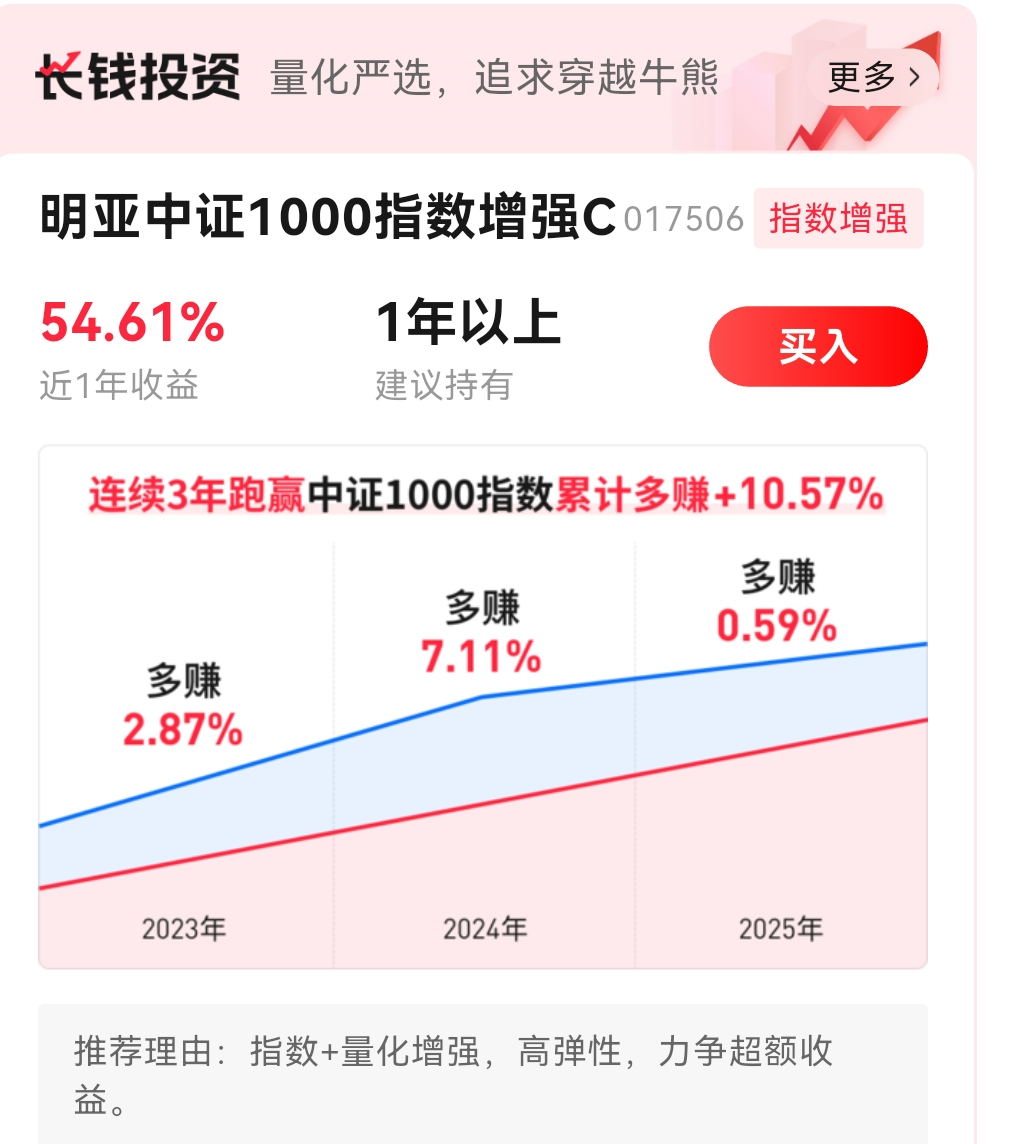 长钱投资 量化严选，追求穿越牛熊 更多 >
明亚中证1000指数增强C 017506 指数增强
54.61% 1年以上 买入
近1年收益 建议持有
连续3年跑赢中证1000指数累计多赚+10.57%
多赚
0.59%
多赚
7.11%
多赚
2.87%
2023年 2024年 2025年
推荐理由：指数+量化增强，高弹性，力争超额收
益。